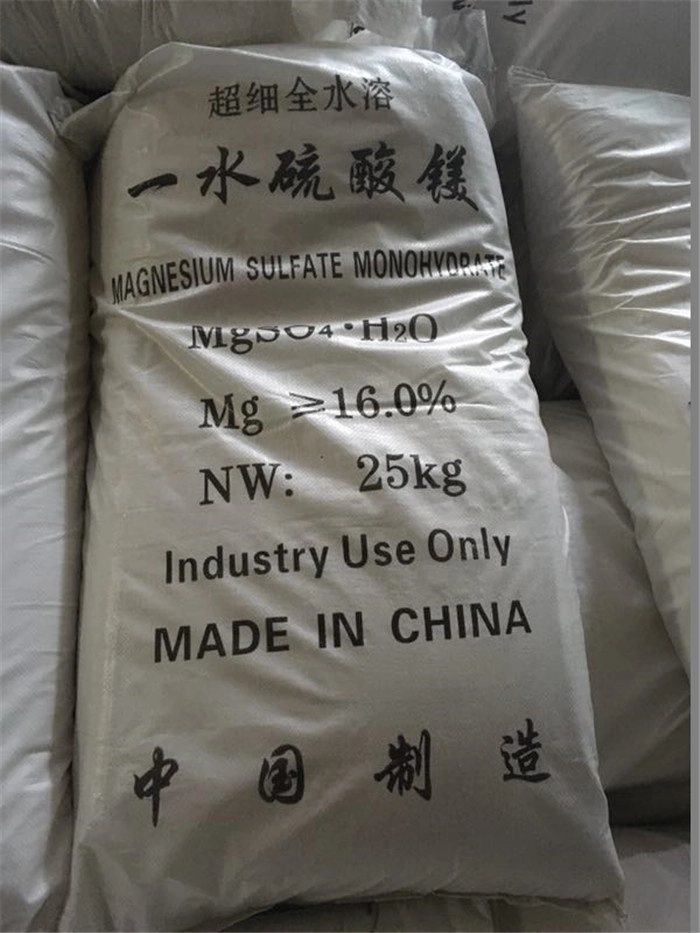 超细全水溶
一水硫酸镁
MAGNESIUM SULFATE MONOHYDRATE
MgSO4·H2O
Mg ≥16.0%
NW: 25kg
Industry Use Only
MADE IN CHINA
中国制造